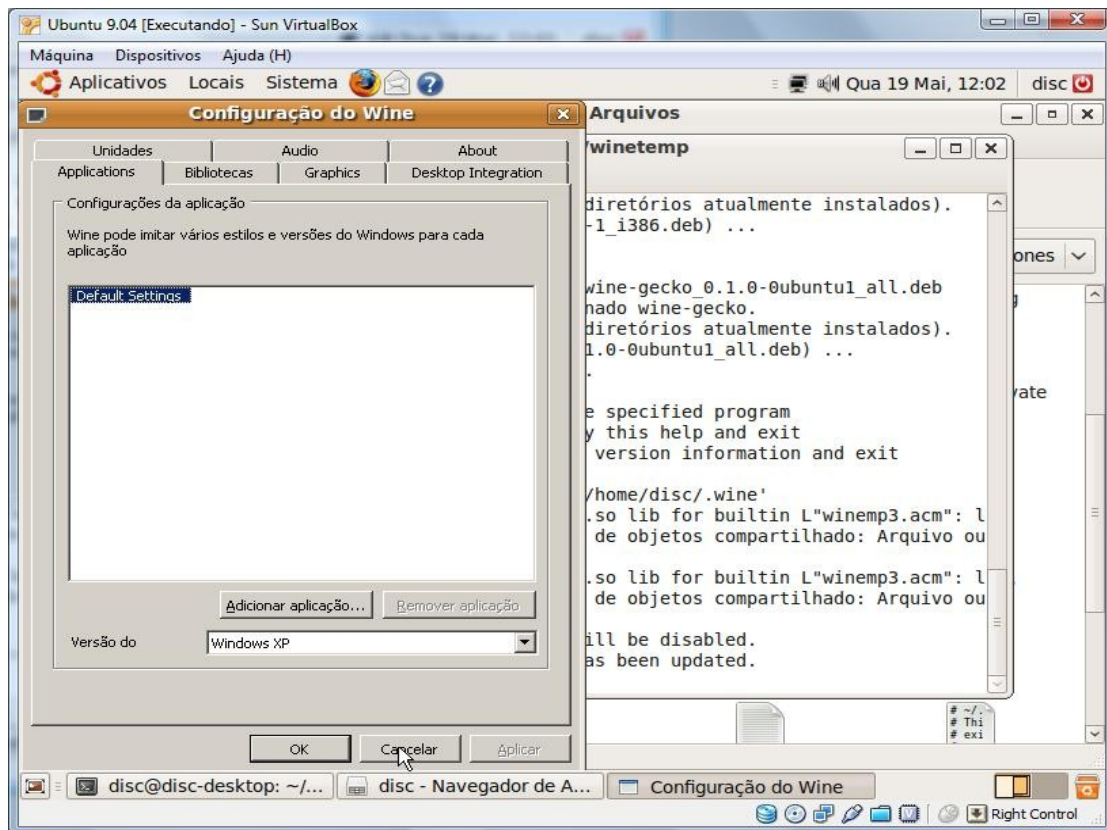 Ubuntu 9.04 [Executando] - Sun VirtualBox
Máquina Dispositivos Ajuda (H)
Aplicativos Locais Sistema
Qua 19 Mai, 12:02 disc
Configuração do Wine
Arquivos
Unidades Audio About
Applications Bibliotecas Graphics Desktop Integration
Configurações da aplicação
Wine pode imitar vários estilos e versões do Windows para cada
aplicação
Default Settings
Adicionar aplicação... Remover aplicação
Versão do Windows XP
OK Cancelar Aplicar
/winetemp
diretórios atualmente instalados).
-1_i386.deb) ...
wine-gecko_0.1.0-0ubuntu1_all.deb
nado wine-gecko.
diretórios atualmente instalados).
1.0-0ubuntu1_all.deb) ...
.
e specified program
y this help and exit
version information and exit
/home/disc/.wine'
.so lib for builtin L"winemp3.acm": l
de objetos compartilhado: Arquivo ou
.so lib for builtin L"winemp3.acm": l
de objetos compartilhado: Arquivo ou
ill be disabled.
as been updated.
ones
vate
# ~/.
# Thi
# exi
disc@disc-desktop: ~/... disc - Navegador de A... Configuração do Wine
Right Control